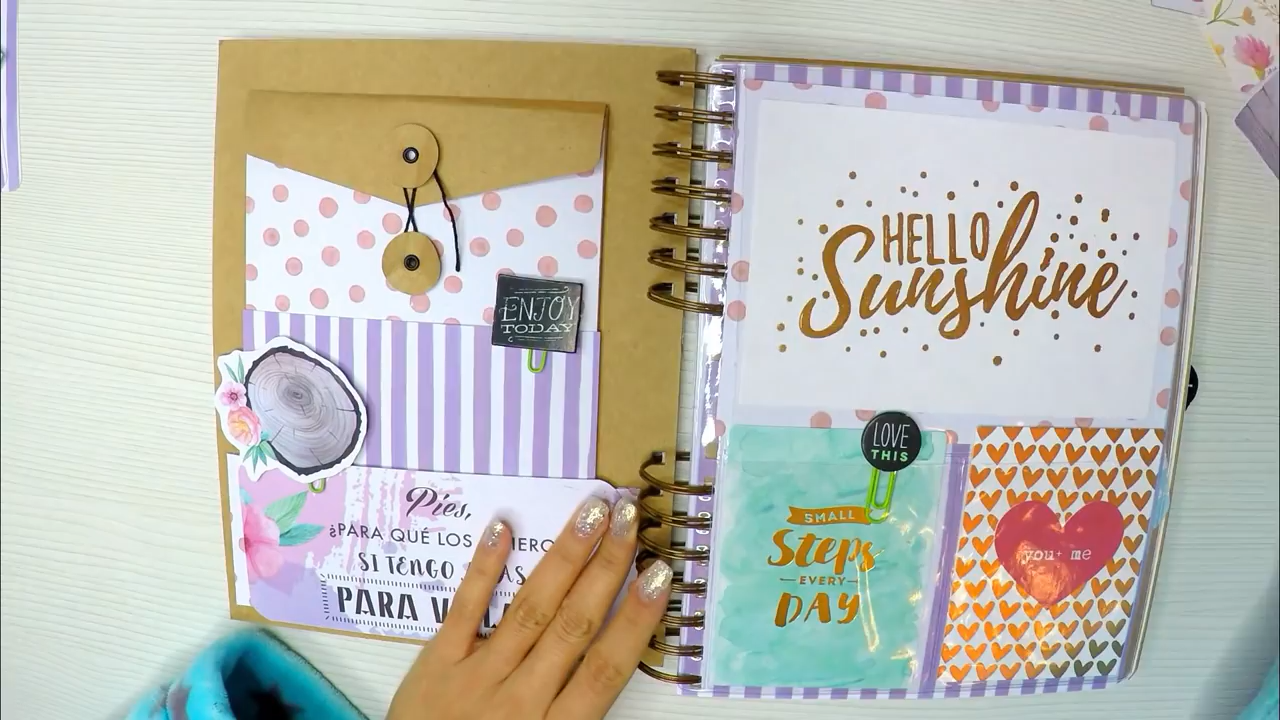 ENJOY
TODAY
Pies,
¿PARA QUÉ LOS
SI TENGO
PARA
HELLO
Sunshine
LOVE
THIS
SMALL
Steps
EVERY
DAY
you + me